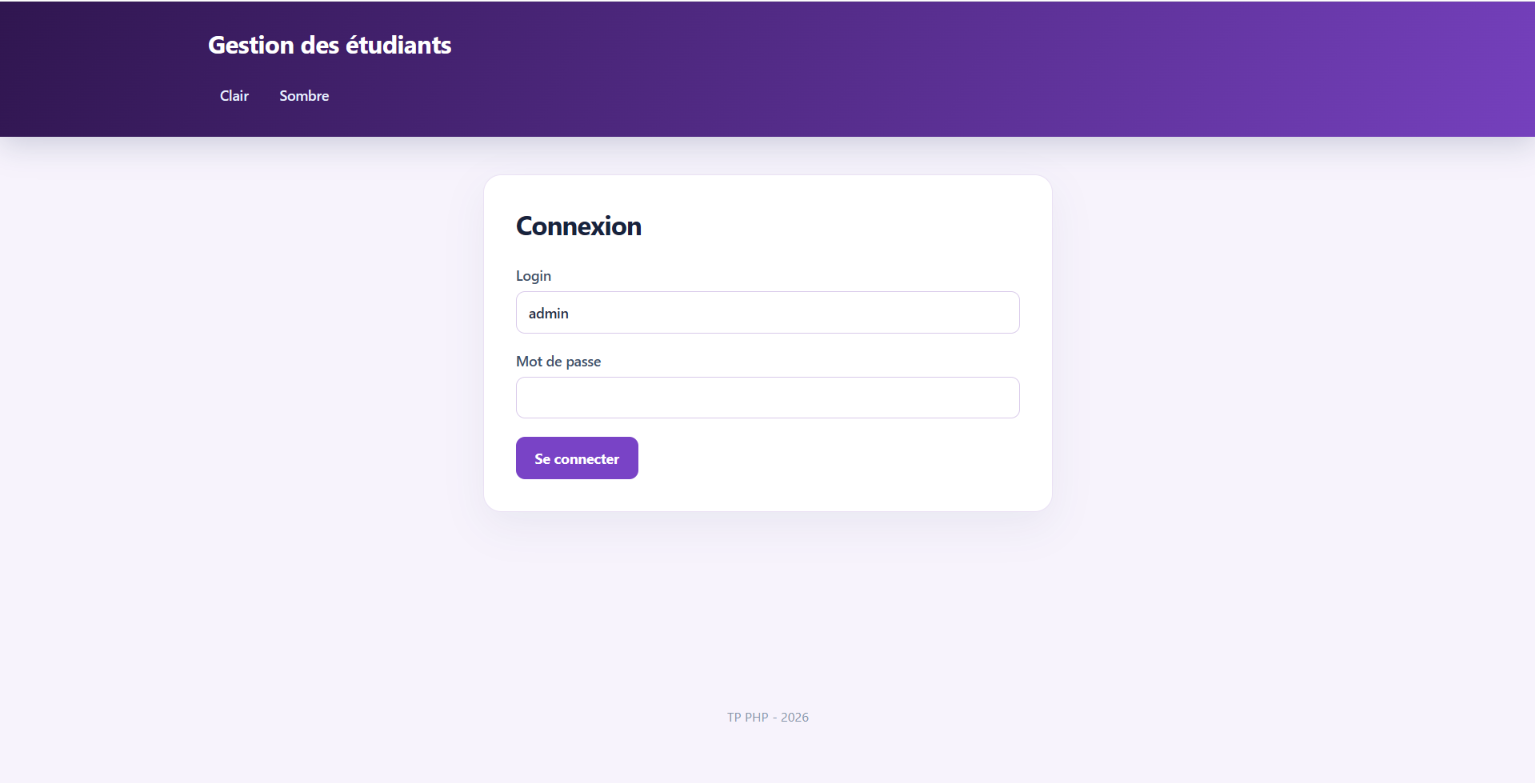 Gestion des étudiants
Clair Sombre
Connexion
Login
admin
Mot de passe
Se connecter
TP PHP - 2026